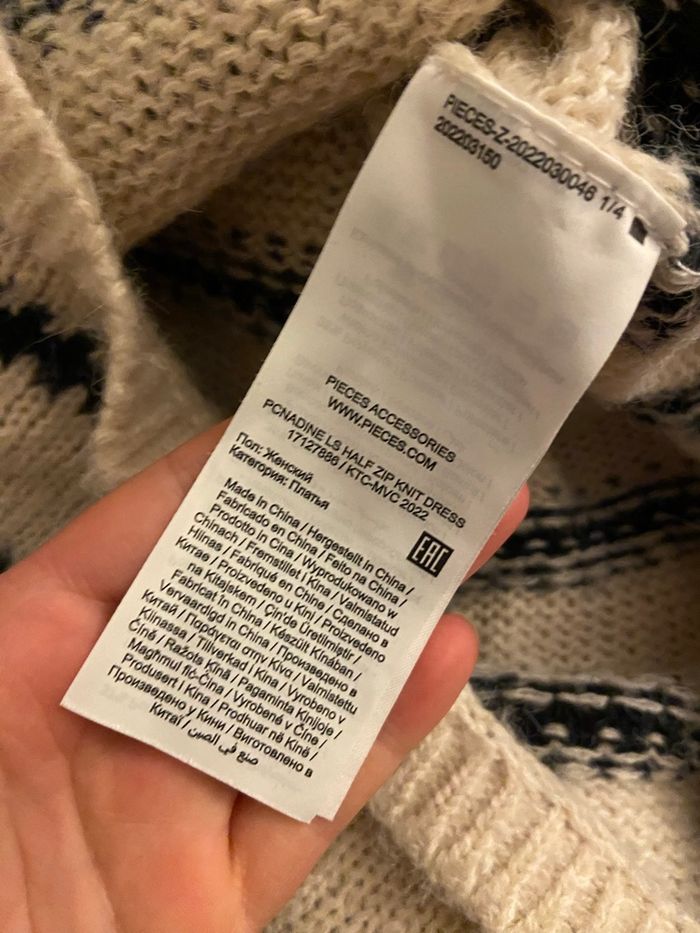 PIECES-Z-2022030046 1/4
202203150
PIECES ACCESSORIES
WWW.PIECES.COM
PCNADINE LS HALF ZIP KNIT DRESS
17127886 / KTC-MVC 2022
Пол: Женский
Категория: Платья
EAC
Made in China / Hergestellt in China /
Fabricado en China / Feito na China /
Prodotto in Cina / Wyprodukowano w
Chinach / Fremstillet i Kina / Valmistatud
Hiinas / Fabriqué en Chine / Сделано в
Китае / Proizvedeno u Kini / Proizvedeno
na Kitajskem / Çin'de Üretilmiştir /
Fabricat în China / Készült Kínában /
Vervaardigd in China / Произведено в
Китай / Παράγεται στην Κίνα / Valmistettu
Kiinassa / Tillverkad i Kina / Vyrobeno v
Číně / Ražots Ķīnā / Pagaminta Kinijoje /
Magħmul fiċ-Ċina / Vyrobené v Číne /
Produsert i Kina / Prodhuar në Kinë /
Произведено у Кини / Виготовлено в
Китаї / صنع في الصين